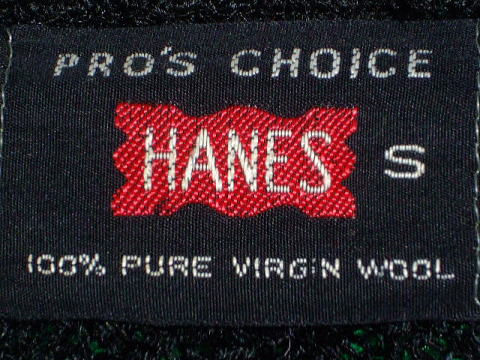 PRO'S CHOICE
HANES S
100% PURE VIRGIN WOOL